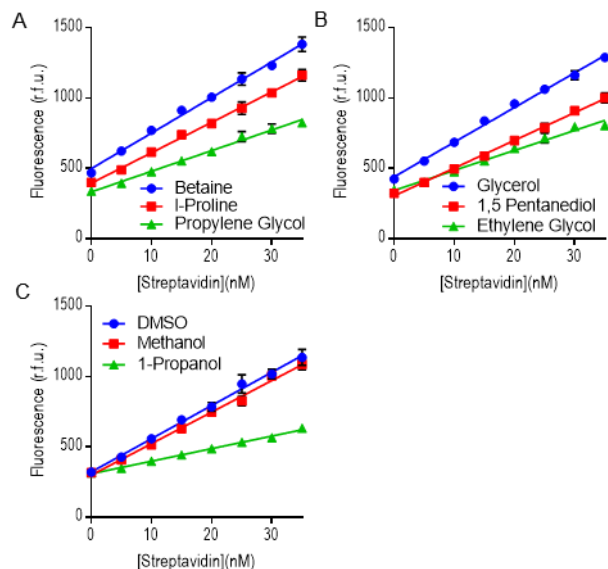 A
1500
1000
500
0
Fluorescence (r.f.u.)
Betaine
l-Proline
Propylene Glycol
0
10
20
30
[Streptavidin](nM)
B
1500
1000
500
0
Fluorescence (r.f.u.)
Glycerol
1,5 Pentanediol
Ethylene Glycol
0
10
20
30
[Streptavidin](nM)
C
1500
1000
500
0
Fluorescence (r.f.u.)
DMSO
Methanol
1-Propanol
0
10
20
30
[Streptavidin](nM)